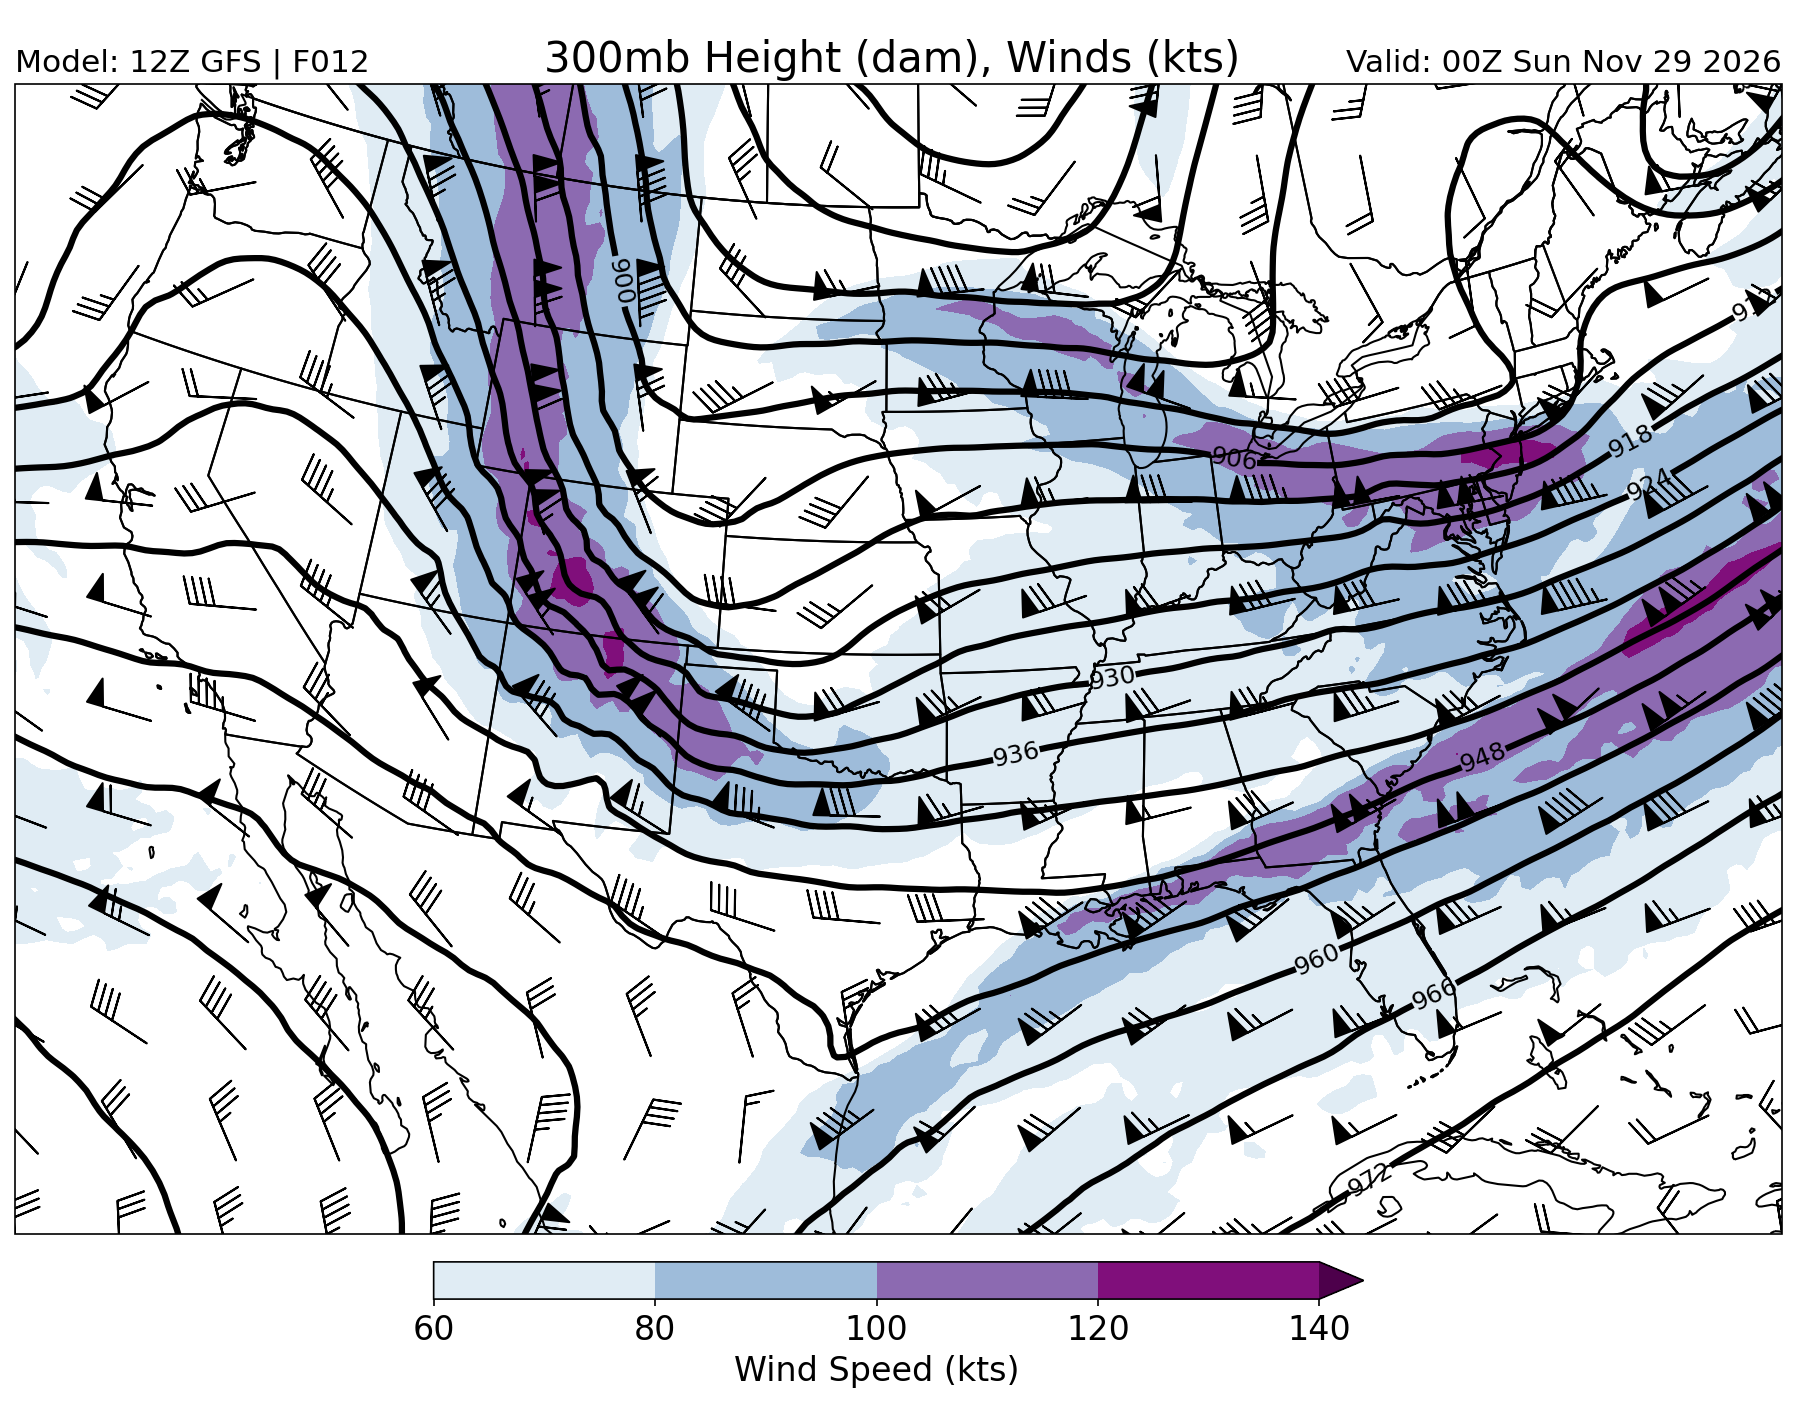 Model: 12Z GFS | F012
300mb Height (dam), Winds (kts)
Valid: 00Z Sun Nov 29 2026
900
906
918
924
930
936
948
960
966
972
60 80 100 120 140
Wind Speed (kts)